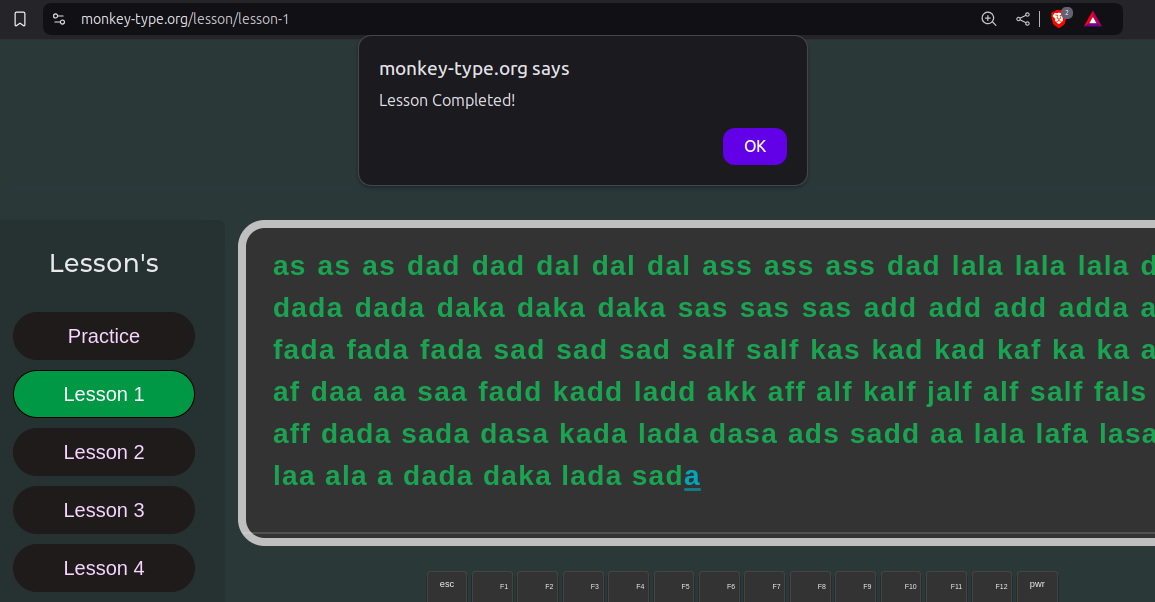 monkey-type.org/lesson/lesson-1
2
monkey-type.org says
Lesson Completed!
OK
Lesson's
Practice
Lesson 1
Lesson 2
Lesson 3
Lesson 4
as as as dad dad dal dal dal ass ass ass dad lala lala lala d
dada dada daka daka daka sas sas sas add add add adda a
fada fada fada sad sad sad salf salf kas kad kad kaf ka ka a
af daa aa saa fadd kadd ladd akk aff alf kalf jalf alf salf fals
aff dada sada dasa kada lada dasa ads sadd aa lala lafa lasa
laa ala a dada daka lada sada
esc F1 F2 F3 F4 F5 F6 F7 F8 F9 F10 F11 F12 pwr